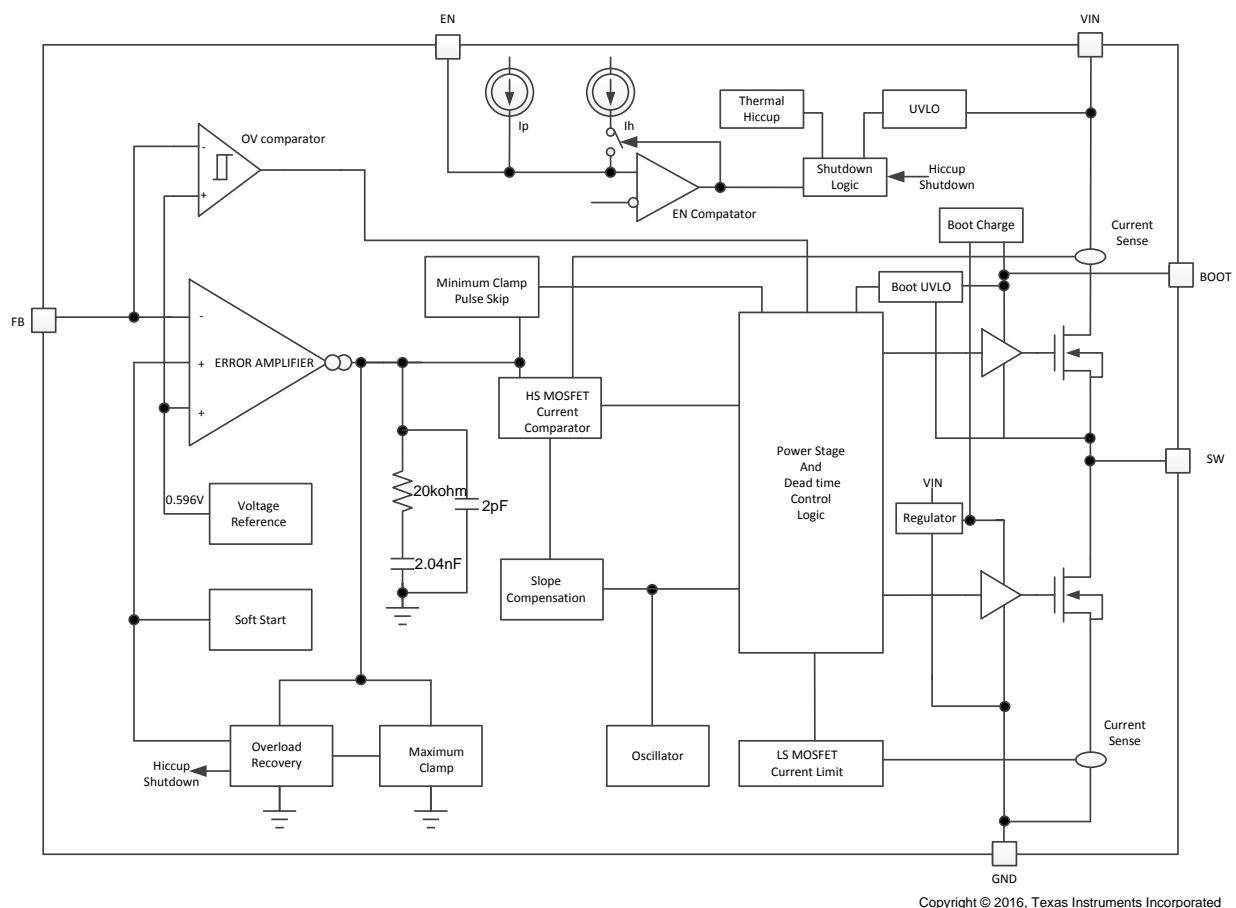 EN
VIN
Thermal
Hiccup
UVLO
Ip
Ih
OV comparator
-
+
Shutdown
Logic
Hiccup
Shutdown
EN Compatator
Boot Charge
Current
Sense
BOOT
Minimum Clamp
Pulse Skip
Boot UVLO
FB
-
+
ERROR AMPLIFIER
+
HS MOSFET
Current
Comparator
Power Stage
And
Dead time
Control
Logic
SW
0.596V
Voltage
Reference
20kohm
2pF
2.04nF
VIN
Regulator
Slope
Compensation
Soft Start
Overload
Recovery
Maximum
Clamp
Hiccup
Shutdown
Oscillator
LS MOSFET
Current Limit
Current
Sense
GND
Copyright © 2016, Texas Instruments Incorporated